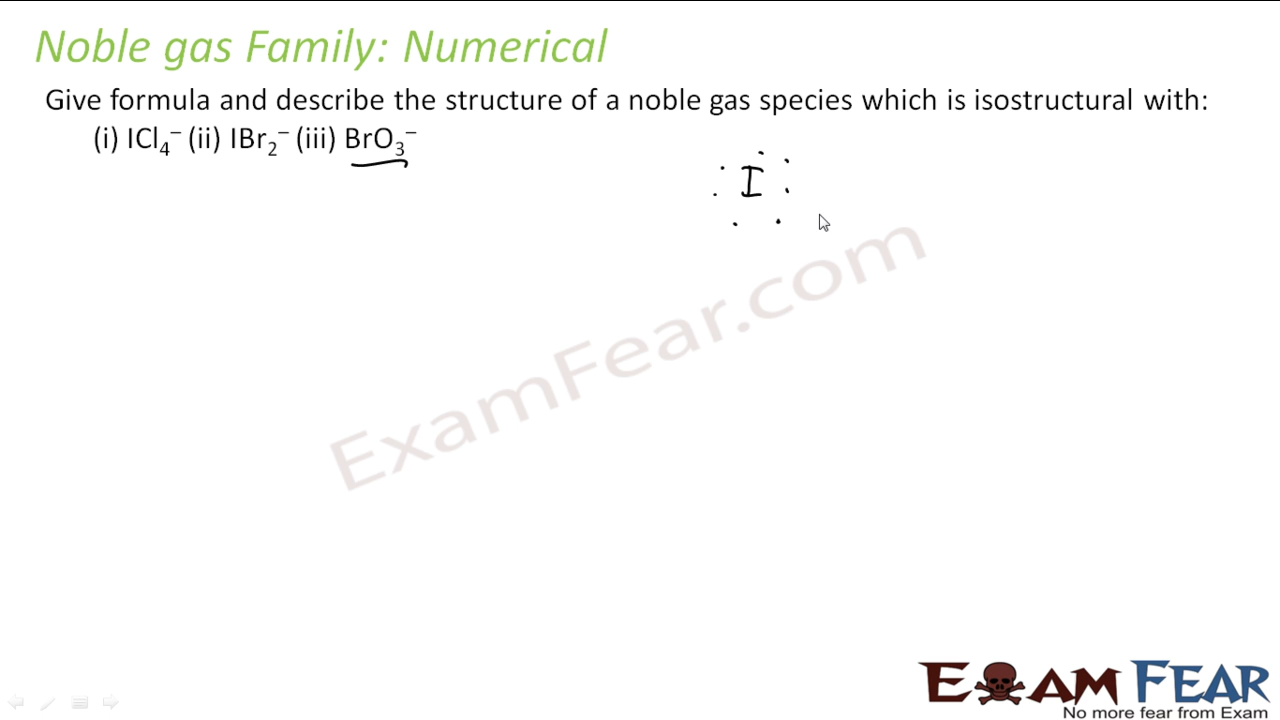 Noble gas Family: Numerical
Give formula and describe the structure of a noble gas species which is isostructural with:
(i) ICl₄⁻ (ii) IBr₂⁻ (iii) BrO₃⁻
I
ExamFear.com
EXAM FEAR
No more fear from Exam